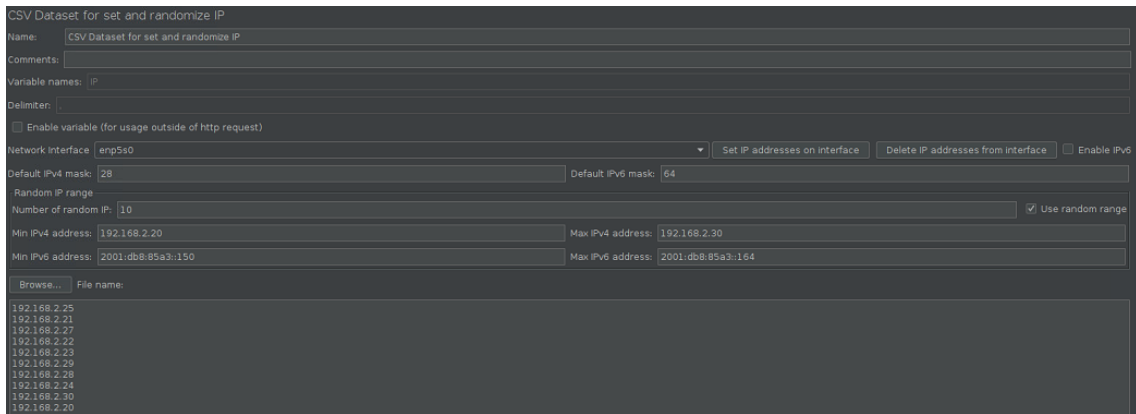 CSV Dataset for set and randomize IP
Name: CSV Dataset for set and randomize IP
Comments:
Variable names: IP
Delimiter: ,
Enable variable (for usage outside of http request)
Network Interface enp5s0 Set IP addresses on interface Delete IP addresses from interface Enable IPv6
Default IPv4 mask: 28 Default IPv6 mask: 64
Random IP range
Number of random IP: 10 Use random range
Min IPv4 address: 192.168.2.20 Max IPv4 address: 192.168.2.30
Min IPv6 address: 2001:db8:85a3::150 Max IPv6 address: 2001:db8:85a3::164
Browse... File name:
192.168.2.25
192.168.2.21
192.168.2.27
192.168.2.22
192.168.2.23
192.168.2.29
192.168.2.28
192.168.2.24
192.168.2.30
192.168.2.20